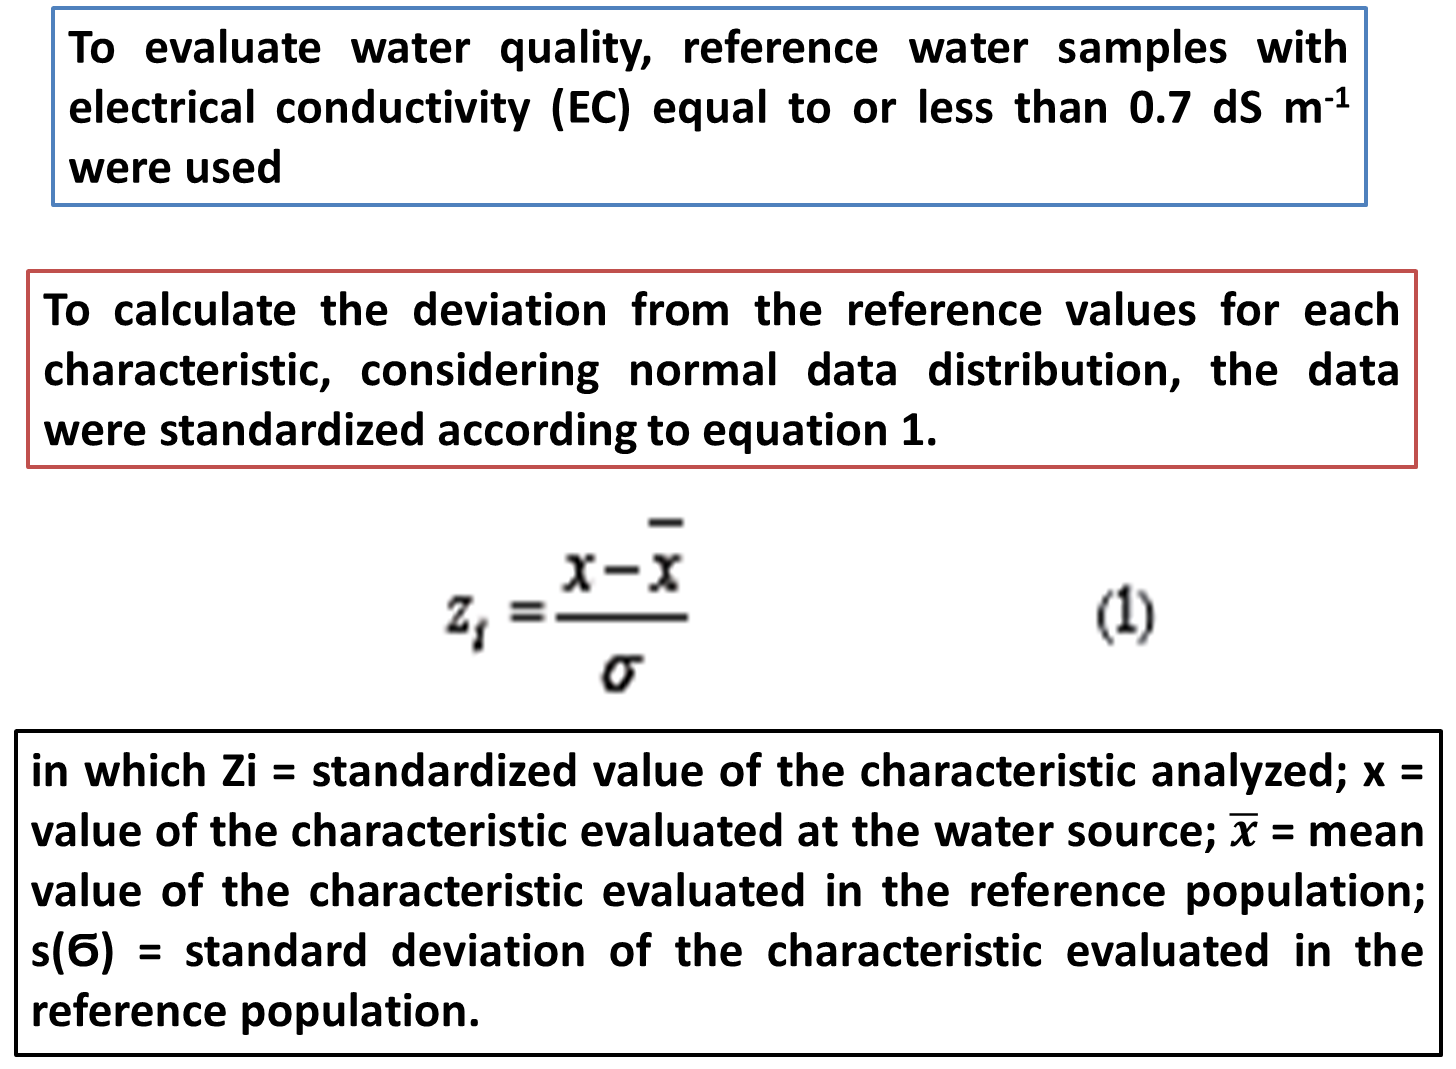 To evaluate water quality, reference water samples with
electrical conductivity (EC) equal to or less than 0.7 dS m⁻¹
were used
To calculate the deviation from the reference values for each
characteristic, considering normal data distribution, the data
were standardized according to equation 1.
zᵢ = (x − x̄) / σ (1)
in which Zi = standardized value of the characteristic analyzed; x =
value of the characteristic evaluated at the water source; x̄ = mean
value of the characteristic evaluated in the reference population;
s(Ϭ) = standard deviation of the characteristic evaluated in the
reference population.